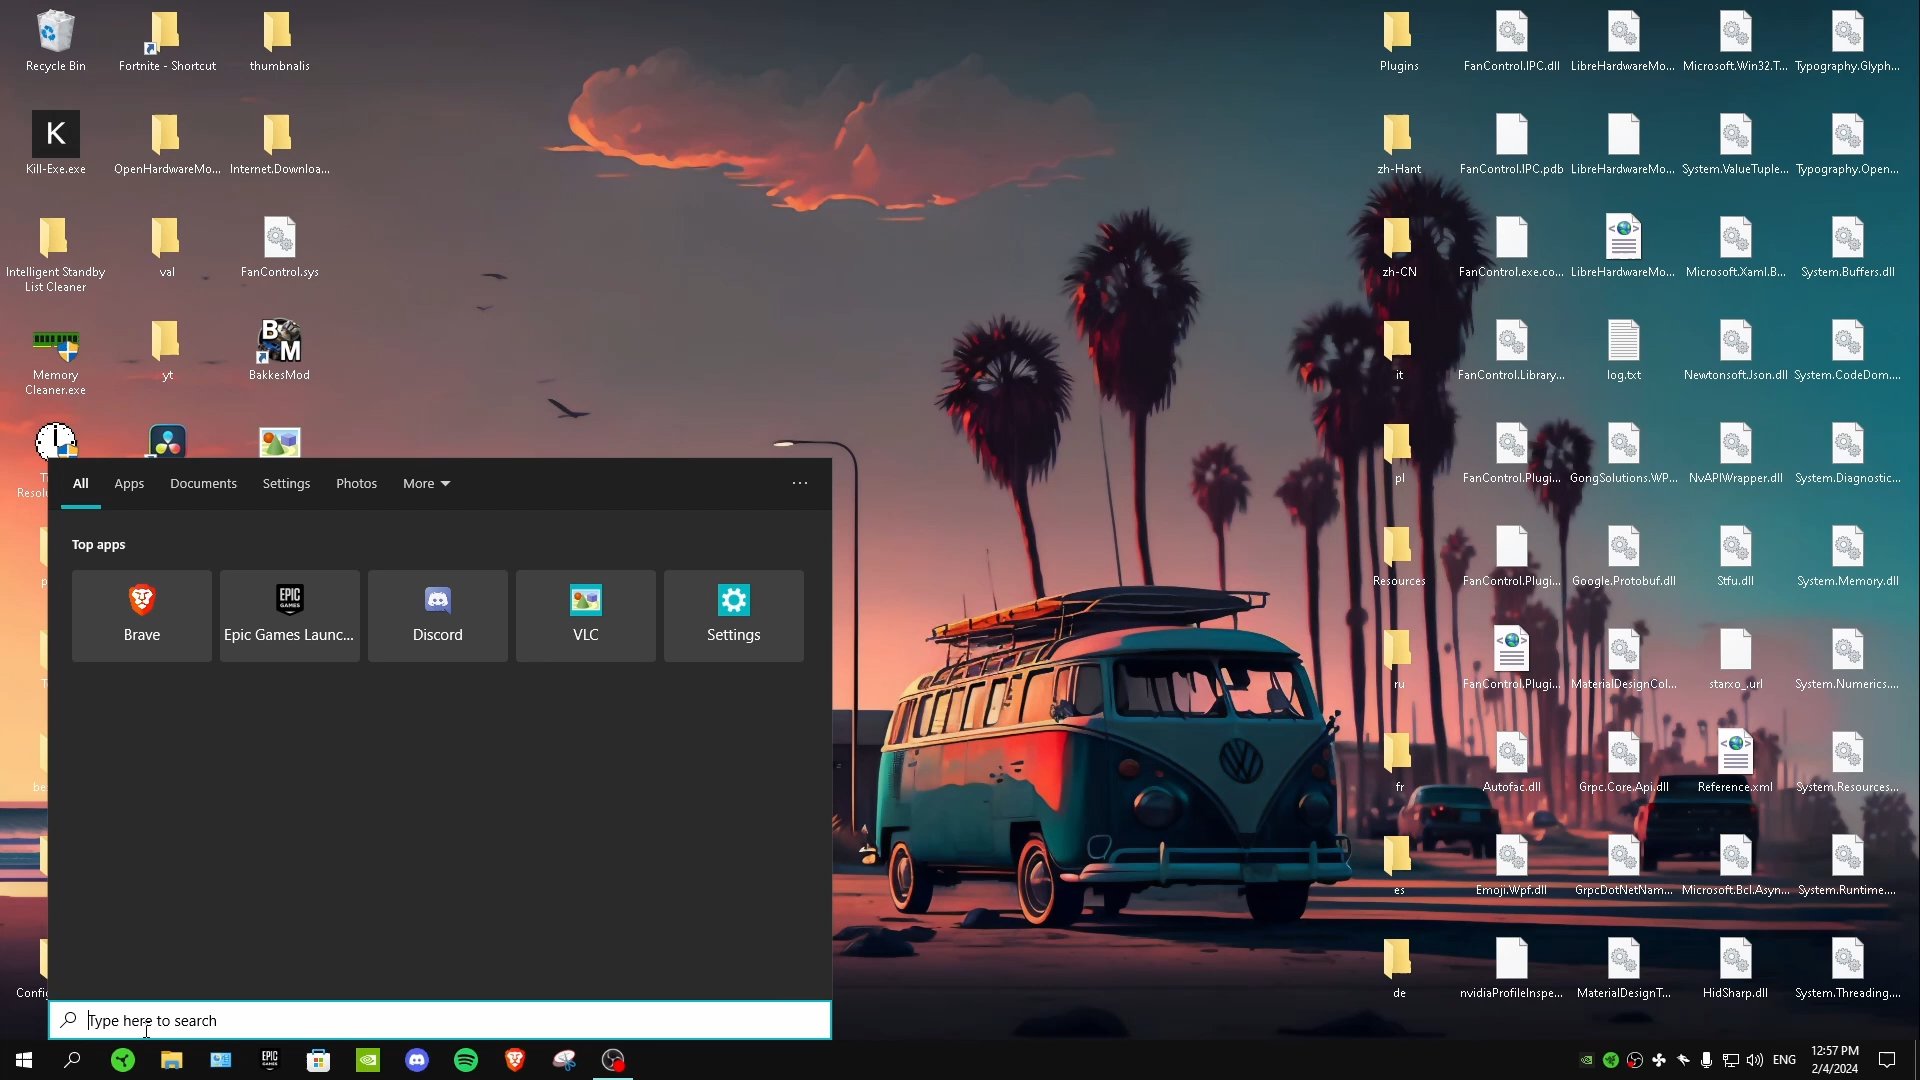 Recycle Bin
Fortnite - Shortcut
thumbnalis
Kill-Exe.exe
OpenHardwareMo...
Internet.Downloa...
Intelligent Standby
List Cleaner
val
FanControl.sys
Memory
Cleaner.exe
yt
BakkesMod
Plugins
FanControl.IPC.dll
LibreHardwareMo...
Microsoft.Win32.T...
Typography.Glyph...
zh-Hant
FanControl.IPC.pdb
LibreHardwareMo...
System.ValueTuple...
Typography.Open...
zh-CN
FanControl.exe.co...
LibreHardwareMo...
Microsoft.Xaml.B...
System.Buffers.dll
it
FanControl.Library...
log.txt
Newtonsoft.Json.dll
System.CodeDom....
pl
FanControl.Plugi...
GongSolutions.WP...
NvAPIWrapper.dll
System.Diagnostic...
Resources
FanControl.Plugi...
Google.Protobuf.dll
Stfu.dll
System.Memory.dll
ru
FanControl.Plugi...
MaterialDesignCol...
starxo_.url
System.Numerics....
fr
Autofac.dll
Grpc.Core.Api.dll
Reference.xml
System.Resources...
es
Emoji.Wpf.dll
GrpcDotNetNam...
Microsoft.Bcl.Asyn...
System.Runtime....
de
nvidiaProfileInspe...
MaterialDesignT...
HidSharp.dll
System.Threading....
All Apps Documents Settings Photos More
Top apps
Brave
EPIC GAMES
Epic Games Launc...
Discord
VLC
Settings
Type here to search
ENG
12:57 PM
2/4/2024